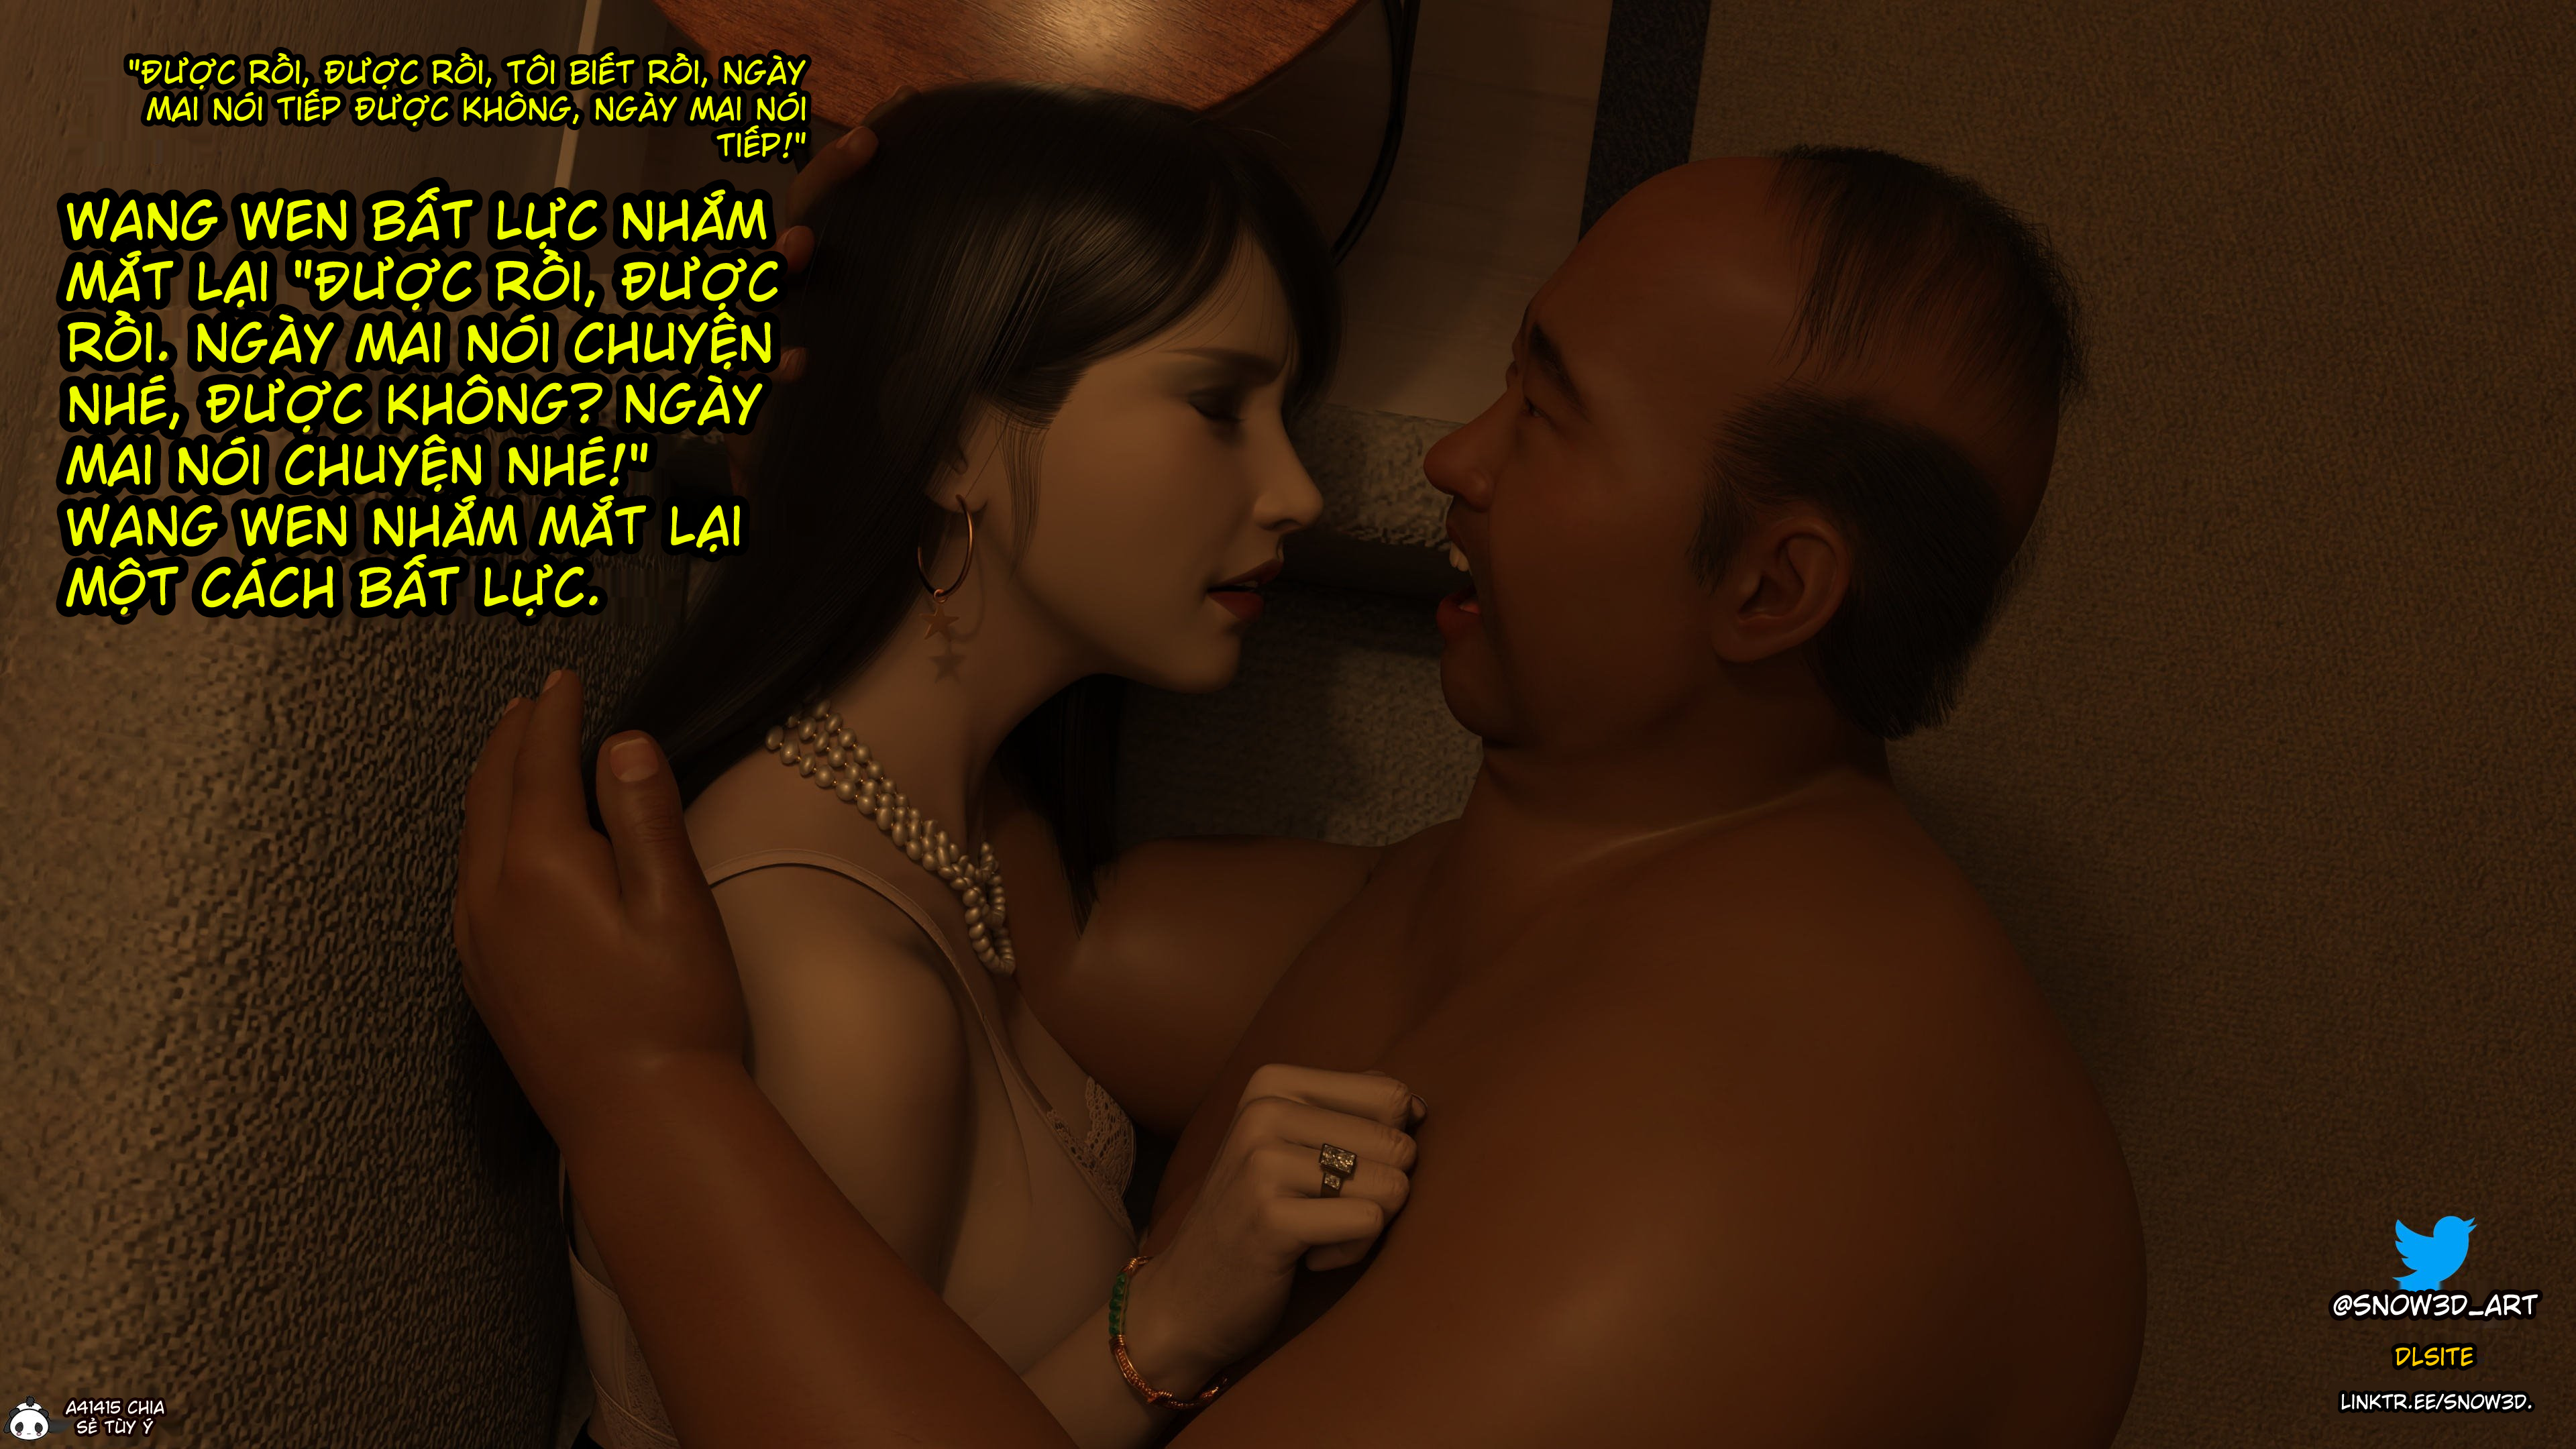 "ĐƯỢC RỒI, ĐƯỢC RỒI, TÔI BIẾT RỒI, NGÀY
MAI NÓI TIẾP ĐƯỢC KHÔNG, NGÀY MAI NÓI
TIẾP!"
WANG WEN BẤT LỰC NHẮM
MẮT LẠI "ĐƯỢC RỒI, ĐƯỢC
RỒI. NGÀY MAI NÓI CHUYỆN
NHÉ, ĐƯỢC KHÔNG? NGÀY
MAI NÓI CHUYỆN NHÉ!"
WANG WEN NHẮM MẮT LẠI
MỘT CÁCH BẤT LỰC.
@SNOW3D_ART
DLSITE
LINKTR.EE/SNOW3D.
A41415 CHIA
SẺ TÙY Ý